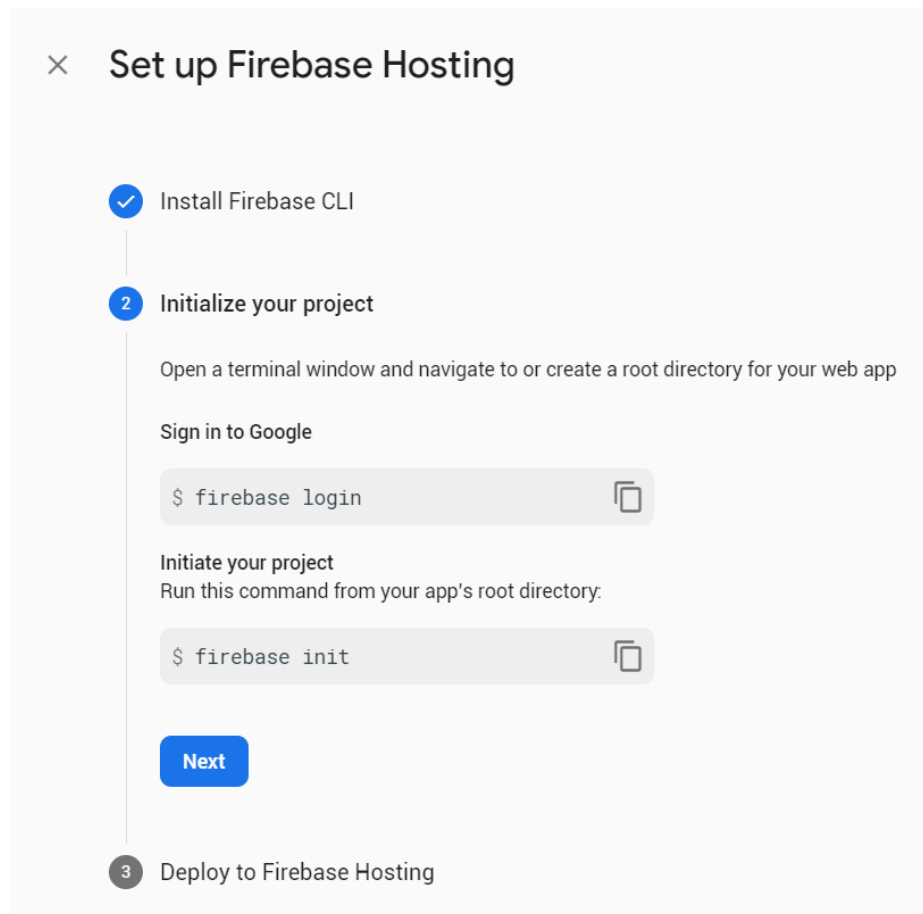 Set up Firebase Hosting
Install Firebase CLI
2 Initialize your project
Open a terminal window and navigate to or create a root directory for your web app
Sign in to Google
$ firebase login
Initiate your project
Run this command from your app's root directory:
$ firebase init
Next
3 Deploy to Firebase Hosting